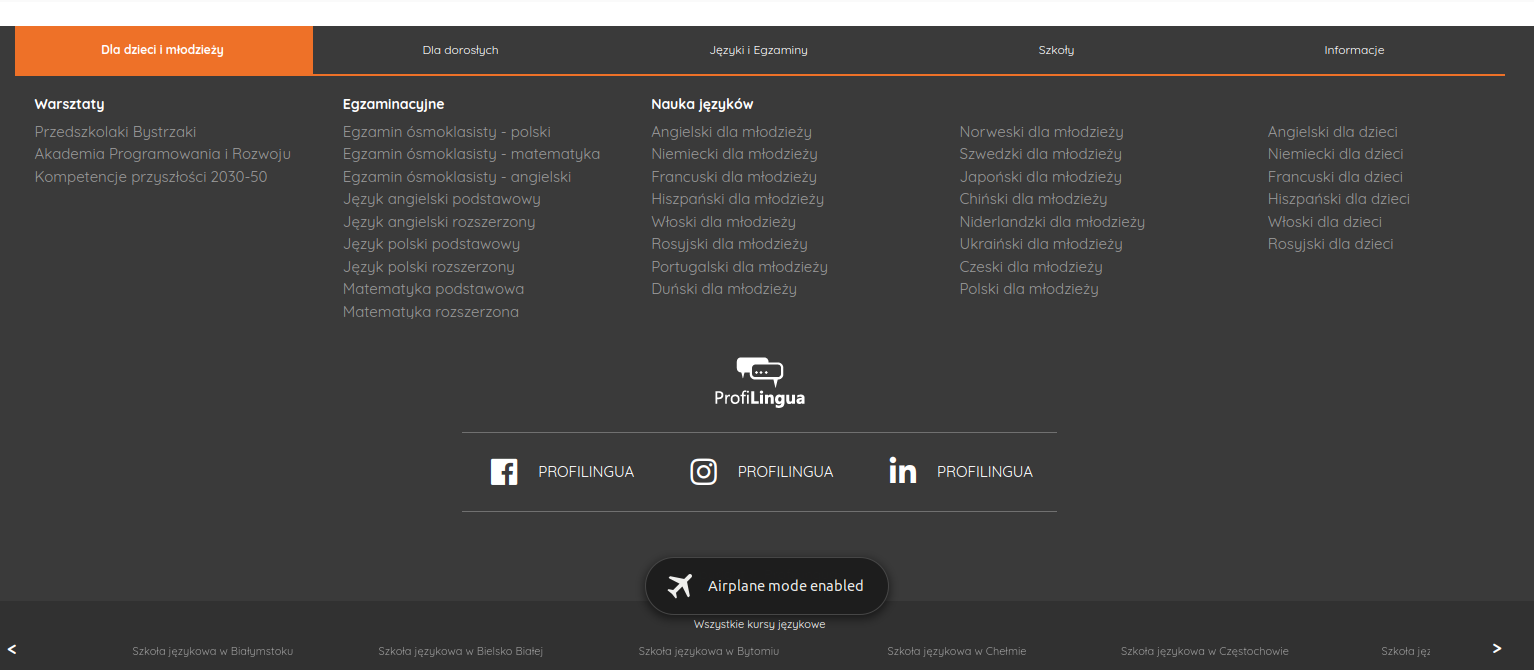 Dla dzieci i młodzieży
Dla dorosłych
Języki i Egzaminy
Szkoły
Informacje
Warsztaty
Przedszkolaki Bystrzaki
Akademia Programowania i Rozwoju
Kompetencje przyszłości 2030-50
Egzaminacyjne
Egzamin ósmoklasisty - polski
Egzamin ósmoklasisty - matematyka
Egzamin ósmoklasisty - angielski
Język angielski podstawowy
Język angielski rozszerzony
Język polski podstawowy
Język polski rozszerzony
Matematyka podstawowa
Matematyka rozszerzona
Nauka języków
Angielski dla młodzieży
Niemiecki dla młodzieży
Francuski dla młodzieży
Hiszpański dla młodzieży
Włoski dla młodzieży
Rosyjski dla młodzieży
Portugalski dla młodzieży
Duński dla młodzieży
Norweski dla młodzieży
Szwedzki dla młodzieży
Japoński dla młodzieży
Chiński dla młodzieży
Niderlandzki dla młodzieży
Ukraiński dla młodzieży
Czeski dla młodzieży
Polski dla młodzieży
Angielski dla dzieci
Niemiecki dla dzieci
Francuski dla dzieci
Hiszpański dla dzieci
Włoski dla dzieci
Rosyjski dla dzieci
ProfiLingua
PROFILINGUA
PROFILINGUA
PROFILINGUA
Airplane mode enabled
Wszystkie kursy językowe
< Szkoła językowa w Białymstoku
Szkoła językowa w Bielsko Białej
Szkoła językowa w Bytomiu
Szkoła językowa w Chełmie
Szkoła językowa w Częstochowie
Szkoła >